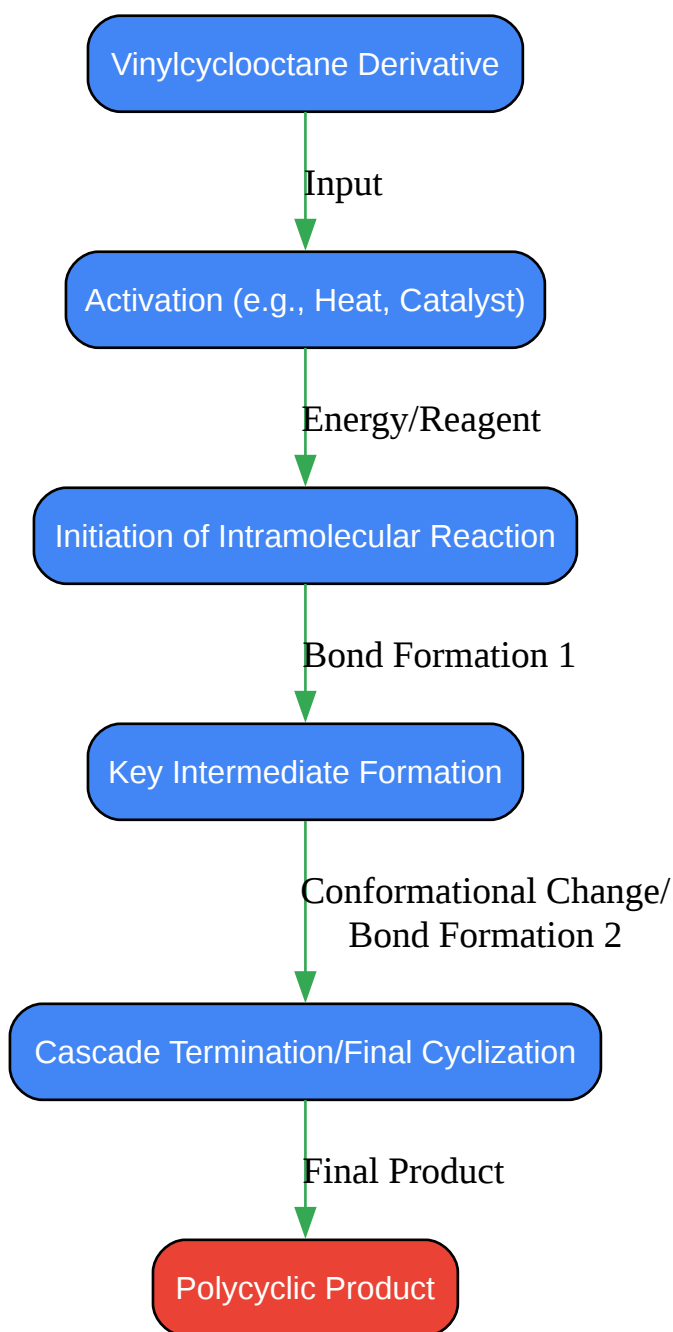 Vinylcyclooctane Derivative
Input
Activation (e.g., Heat, Catalyst)
Energy/Reagent
Initiation of Intramolecular Reaction
Bond Formation 1
Key Intermediate Formation
Conformational Change/
Bond Formation 2
Cascade Termination/Final Cyclization
Final Product
Polycyclic Product